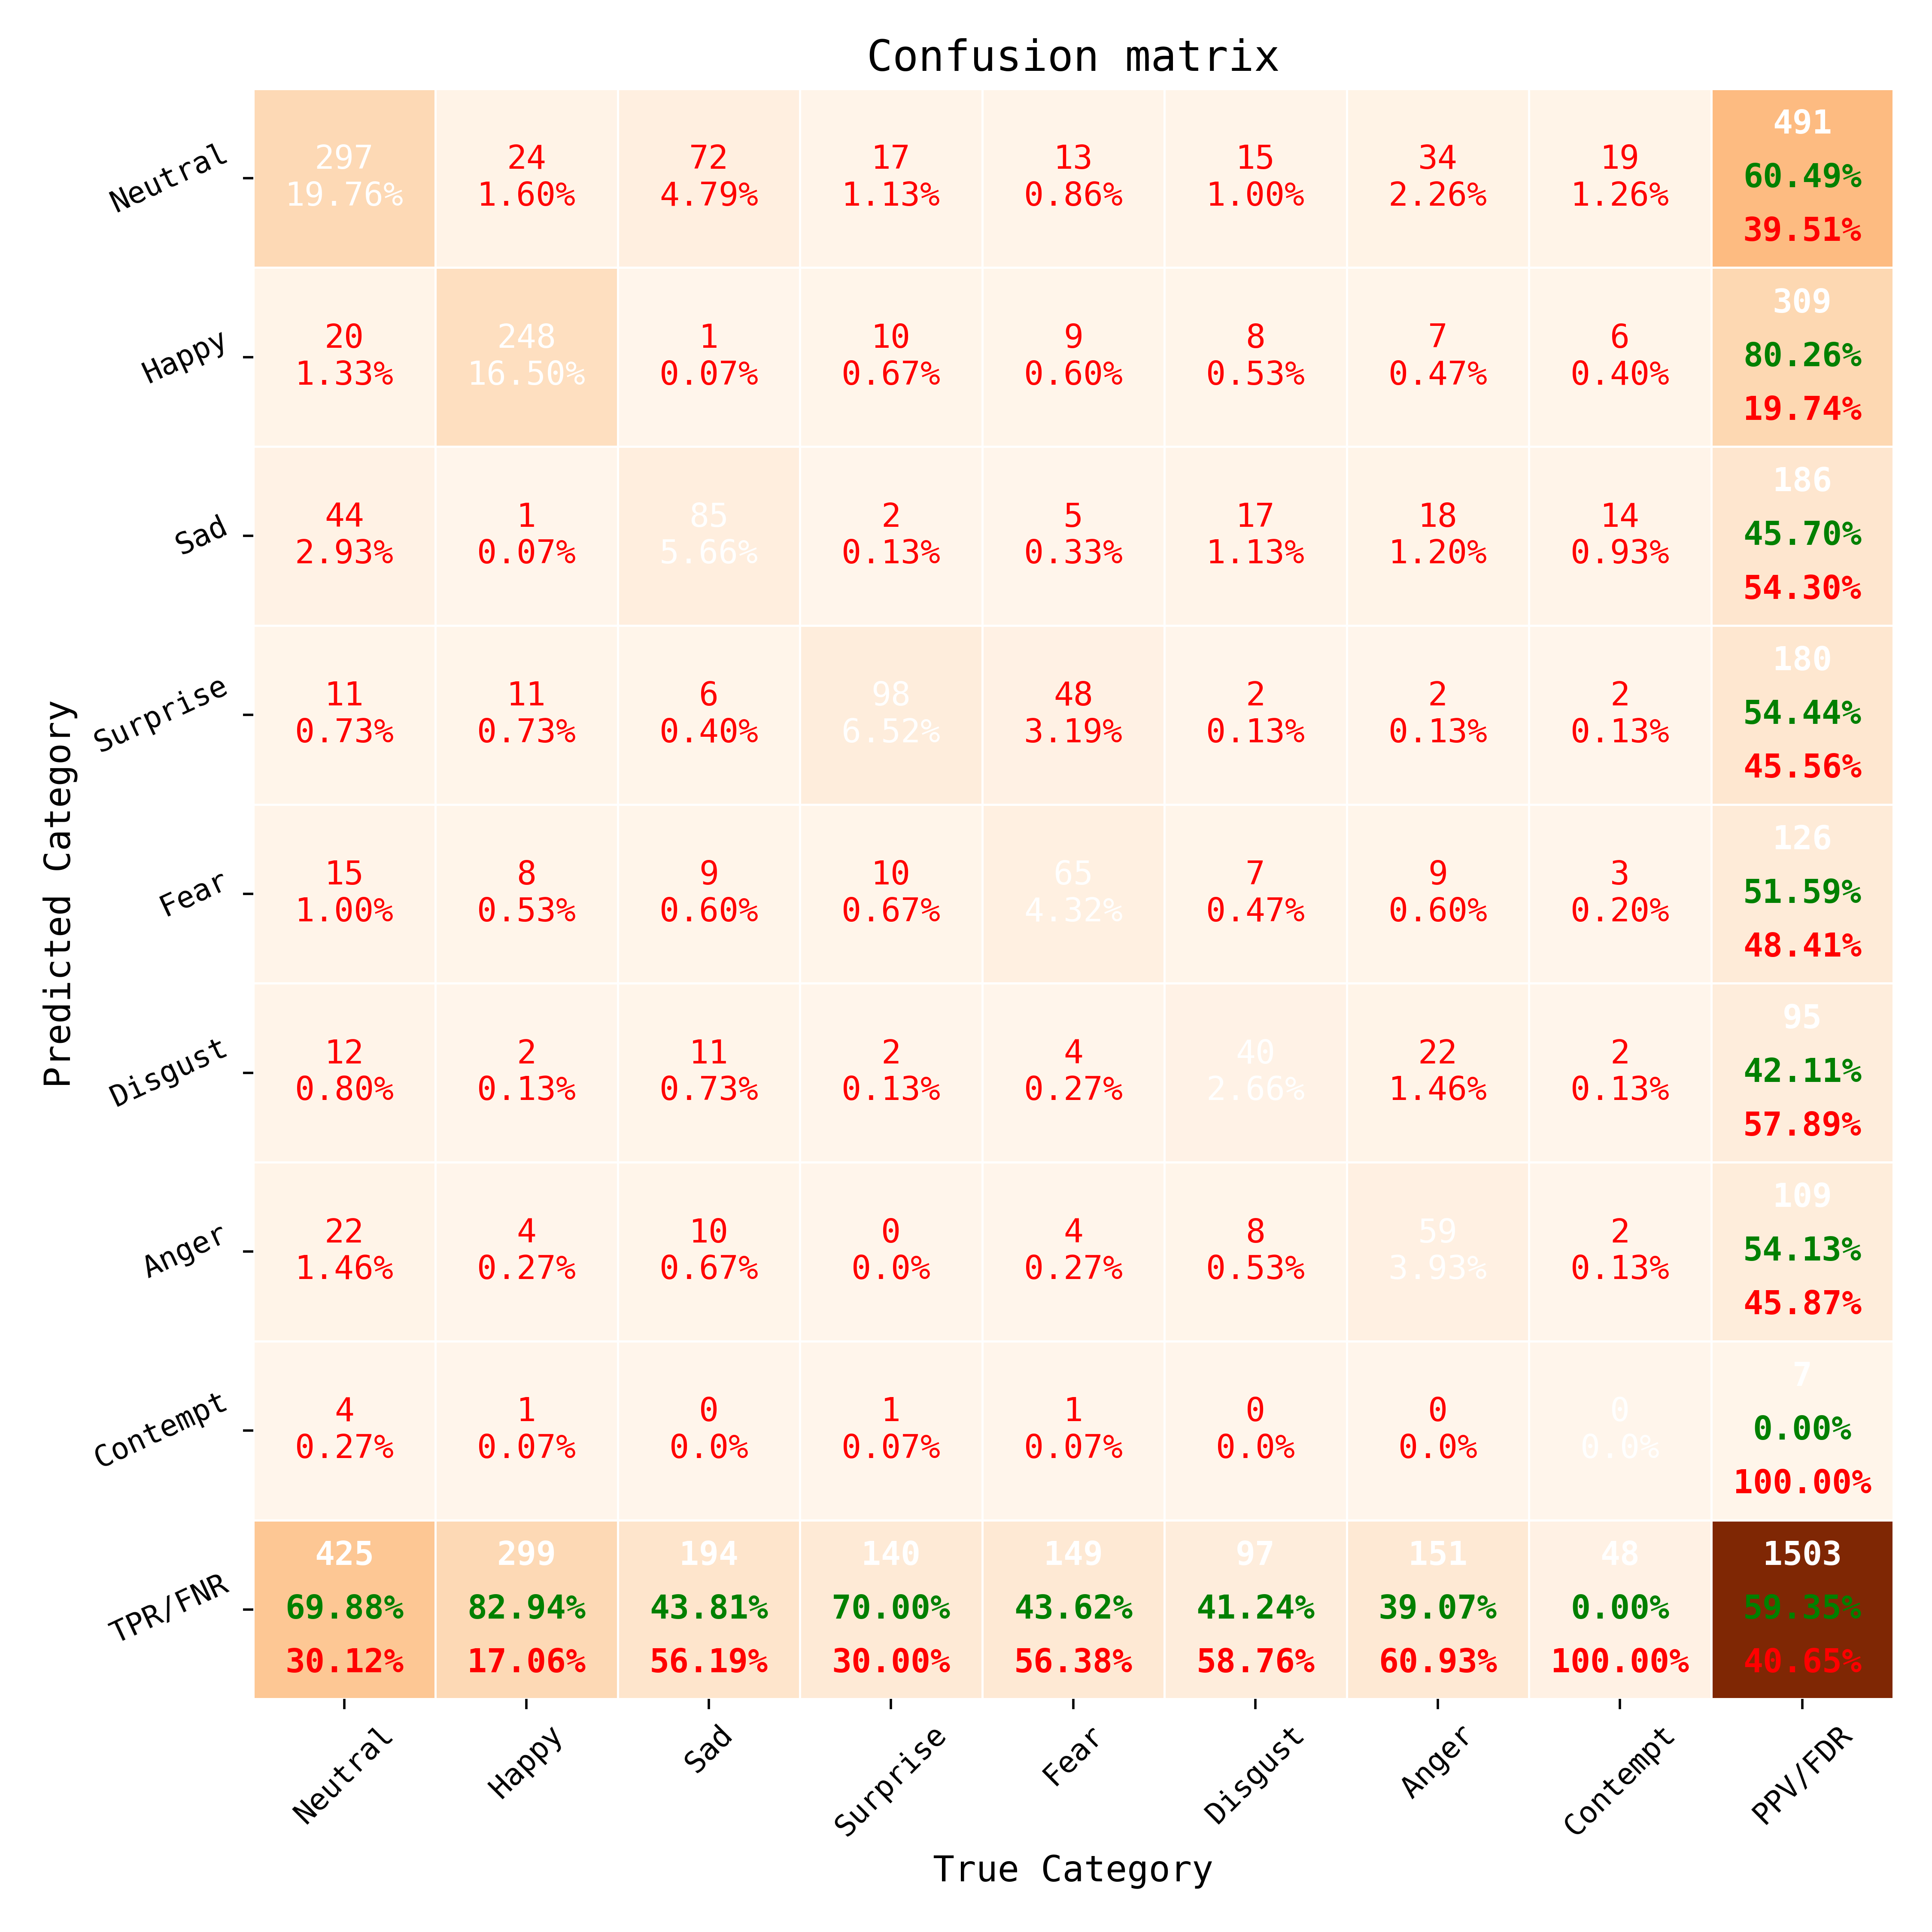 Confusion matrix
Predicted Category
Neutral
297 24 72 17 13 15 34 19 491
19.76% 1.60% 4.79% 1.13% 0.86% 1.00% 2.26% 1.26% 60.49%
39.51%
Happy
20 248 1 10 9 8 7 6 309
1.33% 16.50% 0.07% 0.67% 0.60% 0.53% 0.47% 0.40% 80.26%
19.74%
Sad
44 1 85 2 5 17 18 14 186
2.93% 0.07% 5.66% 0.13% 0.33% 1.13% 1.20% 0.93% 45.70%
54.30%
Surprise
11 11 6 98 48 2 2 2 180
0.73% 0.73% 0.40% 6.52% 3.19% 0.13% 0.13% 0.13% 54.44%
45.56%
Fear
15 8 9 10 65 7 9 3 126
1.00% 0.53% 0.60% 0.67% 4.32% 0.47% 0.60% 0.20% 51.59%
48.41%
Disgust
12 2 11 2 4 40 22 2 95
0.80% 0.13% 0.73% 0.13% 0.27% 2.66% 1.46% 0.13% 42.11%
57.89%
Anger
22 4 10 0 4 8 59 2 109
1.46% 0.27% 0.67% 0.0% 0.27% 0.53% 3.93% 0.13% 54.13%
45.87%
Contempt
4 1 0 1 1 0 0 0 7
0.27% 0.07% 0.0% 0.07% 0.07% 0.0% 0.0% 0.0% 0.00%
100.00%
TPR/FNR
425 299 194 140 149 97 151 48 1503
69.88% 82.94% 43.81% 70.00% 43.62% 41.24% 39.07% 0.00% 59.35%
30.12% 17.06% 56.19% 30.00% 56.38% 58.76% 60.93% 100.00% 40.65%
Neutral Happy Sad Surprise Fear Disgust Anger Contempt PPV/FDR
True Category